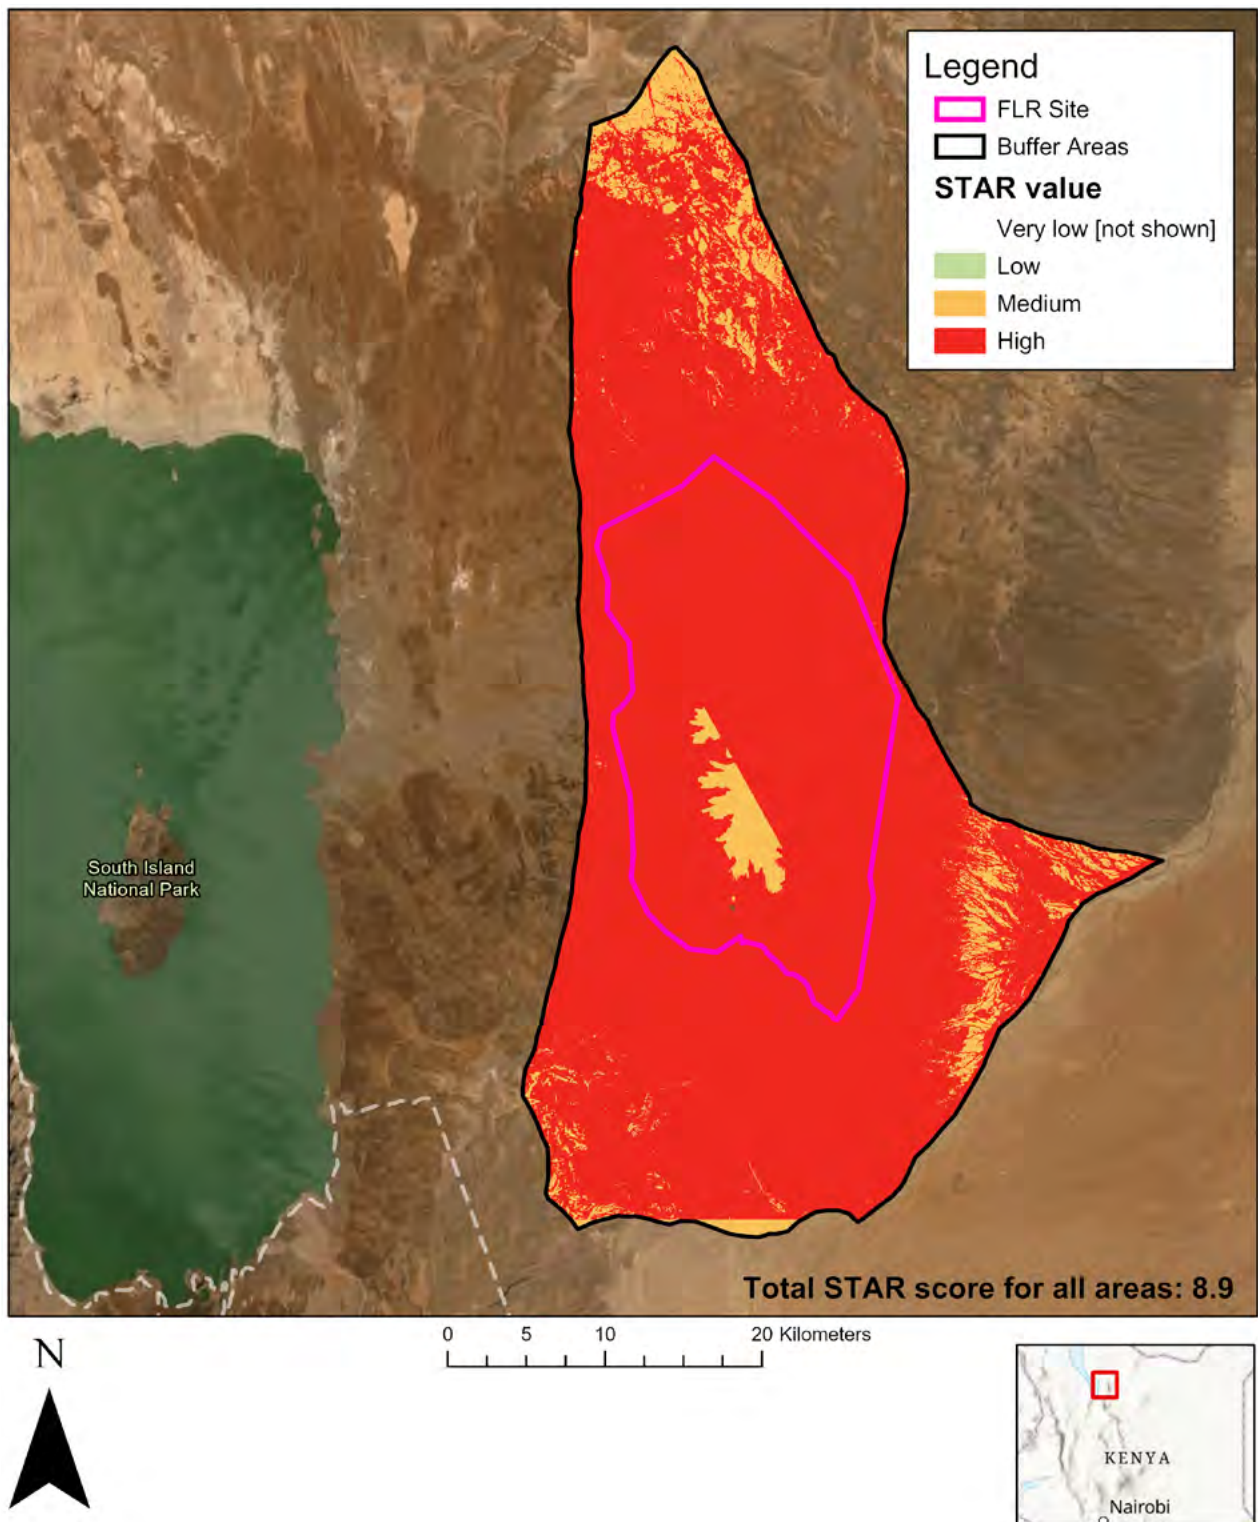 Legend
FLR Site
Buffer Areas
STAR value
Very low [not shown]
Low
Medium
High
South Island
National Park
Total STAR score for all areas: 8.9
0 5 10 20 Kilometers
N
KENYA
Nairobi